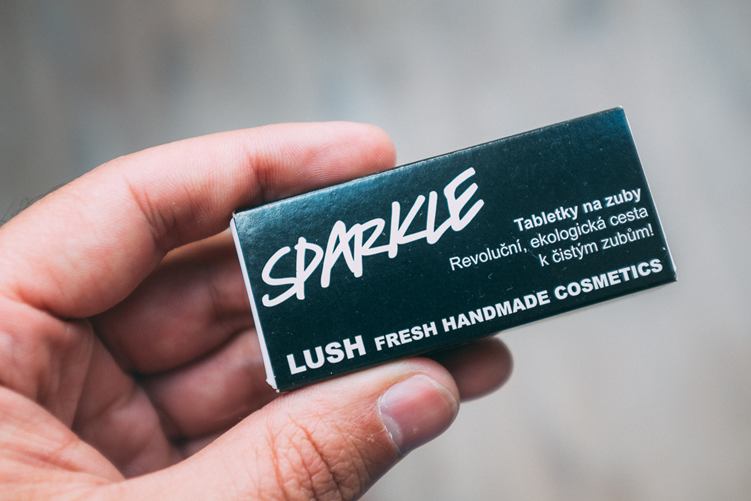 SPARKLE
Tabletky na zuby
Revoluční, ekologická cesta
k čistým zubům!
LUSH FRESH HANDMADE COSMETICS